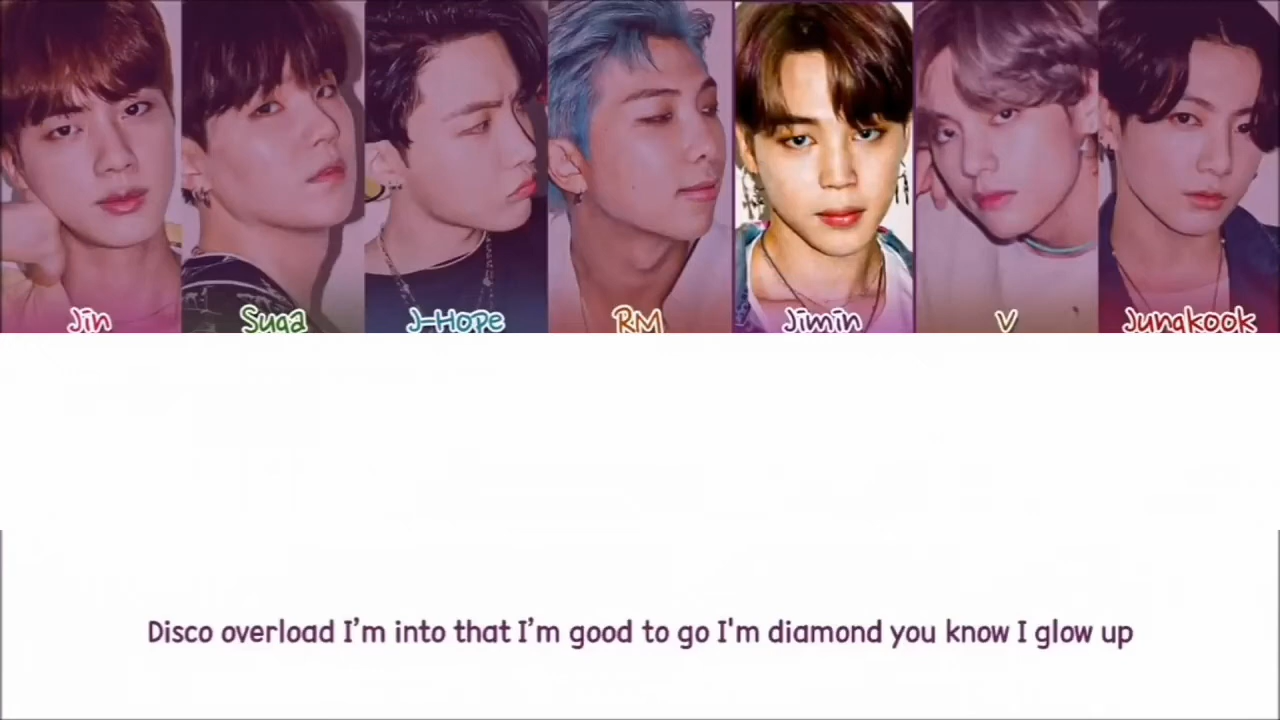 Jin Suga J-Hope RM Jimin V Jungkook
Disco overload I’m into that I’m good to go I'm diamond you know I glow up